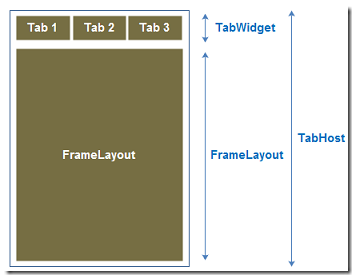 Tab 1 Tab 2 Tab 3
TabWidget
TabHost
FrameLayout
FrameLayout